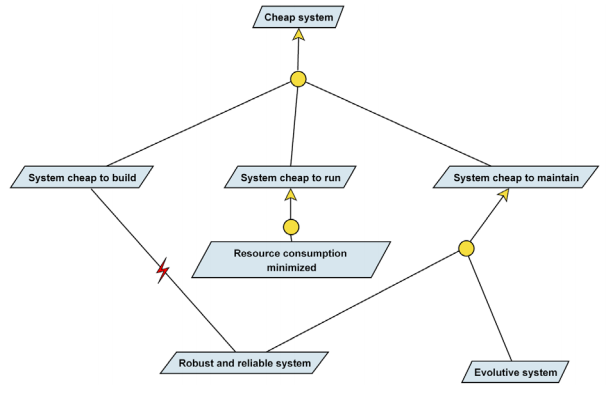 Cheap system
System cheap to build
System cheap to run
System cheap to maintain
Resource consumption
minimized
Robust and reliable system
Evolutive system